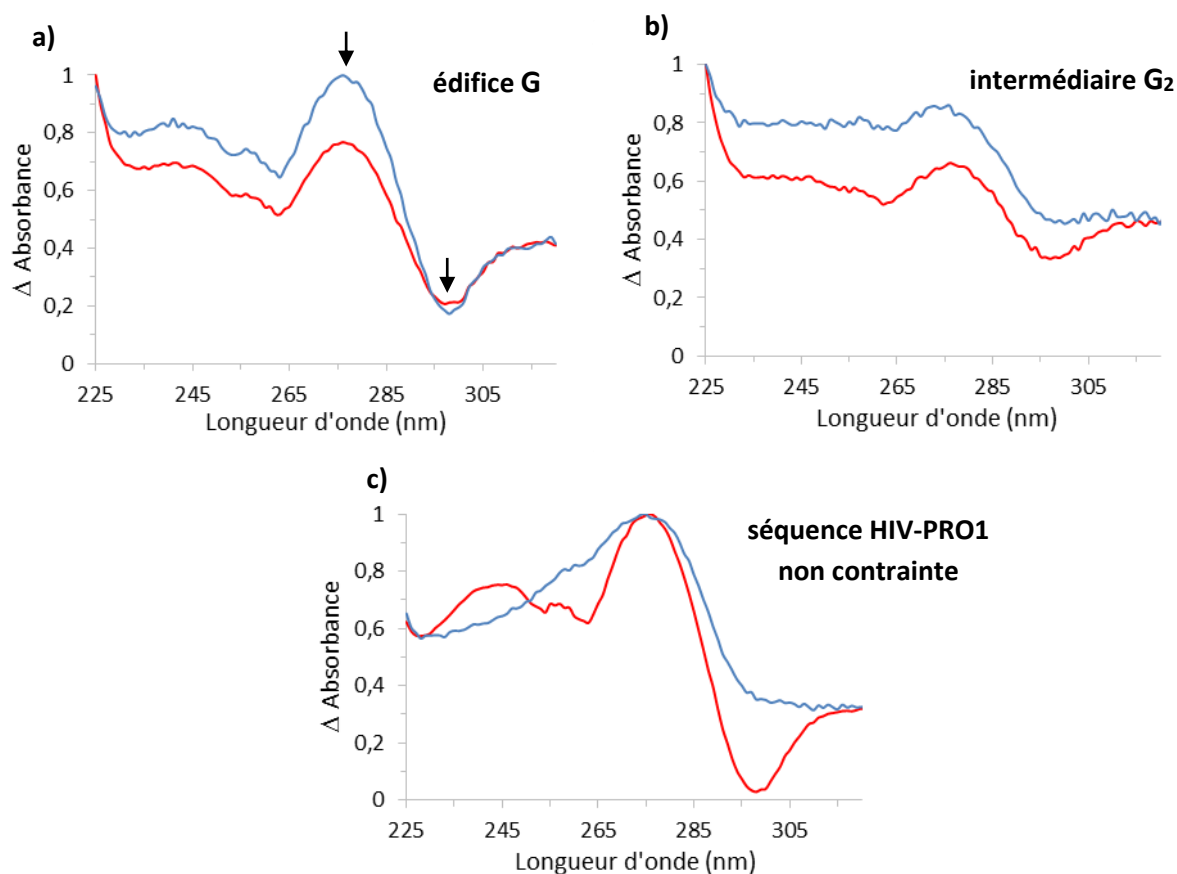 a)
édifice G
1
0,8
0,6
0,4
0,2
0
Δ Absorbance
225
245
265
285
305
Longueur d'onde (nm)
b)
intermédiaire G₂
1
0,8
0,6
0,4
0,2
0
Δ Absorbance
225
245
265
285
305
Longueur d'onde (nm)
c)
séquence HIV-PRO1
non contrainte
1
0,8
0,6
0,4
0,2
0
Δ Absorbance
225
245
265
285
305
Longueur d'onde (nm)